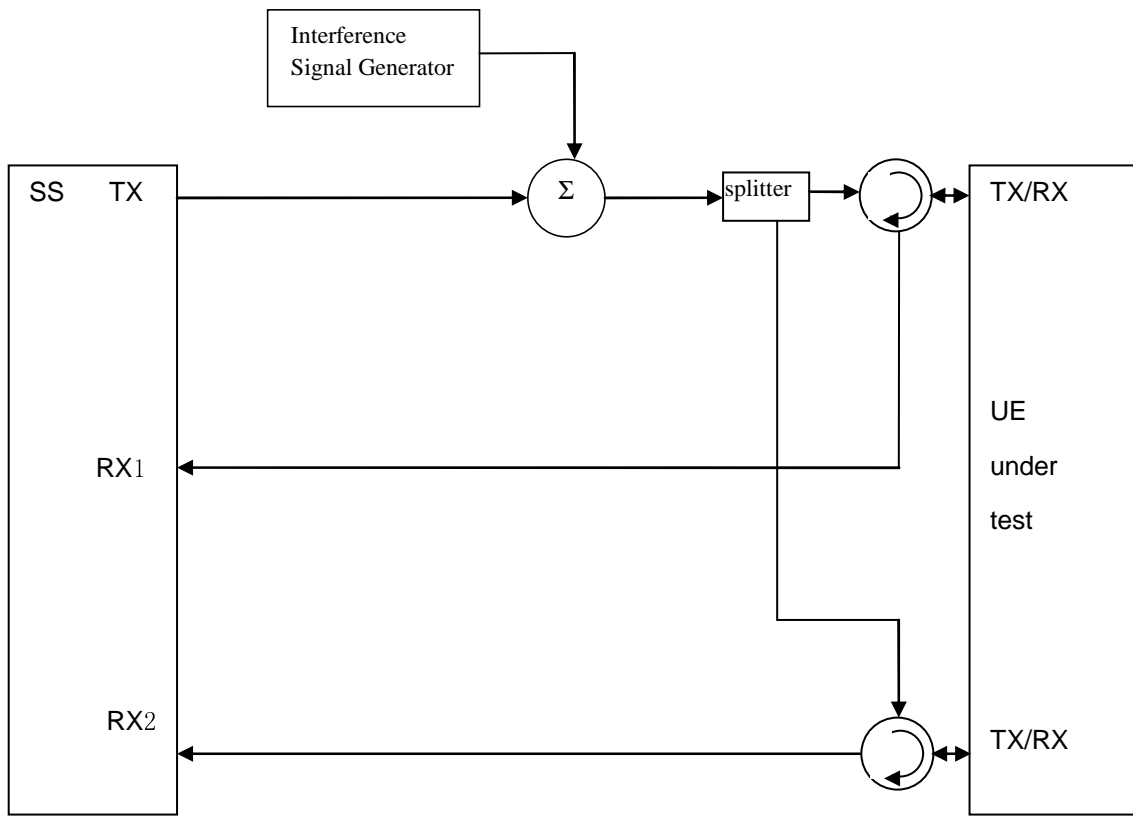 Interference
Signal Generator
SS TX
Σ
splitter
TX/RX
RX1
UE
under
test
RX2
TX/RX